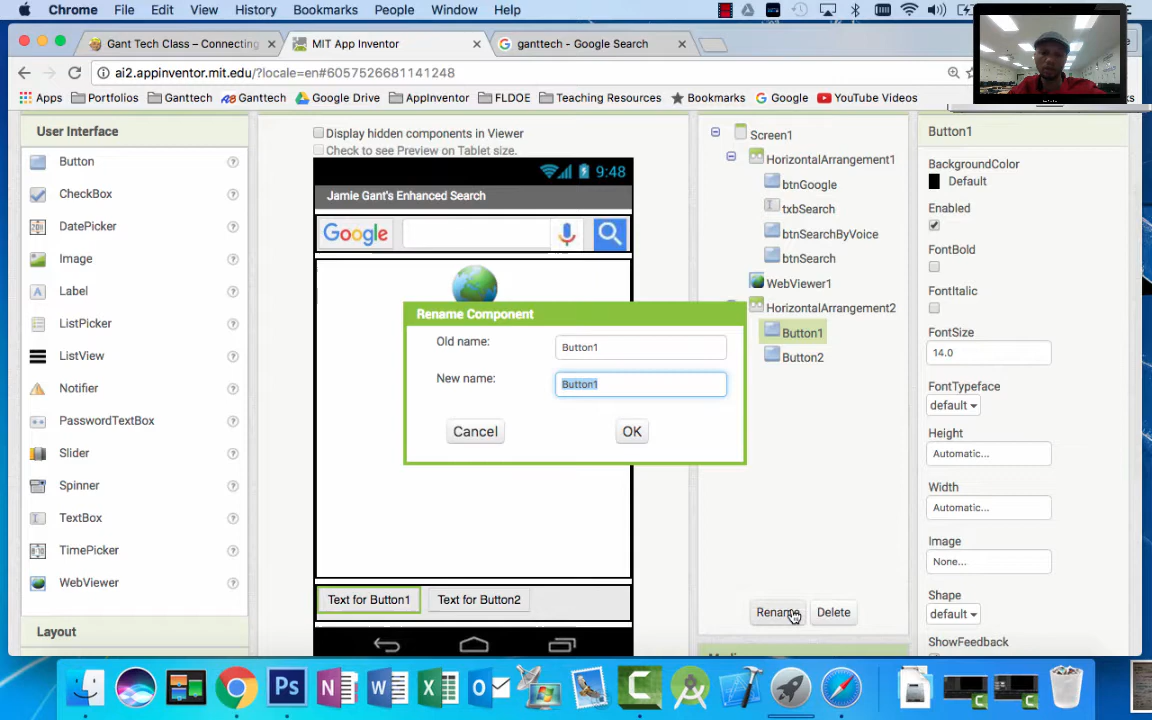 Chrome File Edit View History Bookmarks People Window Help
Gant Tech Class – Connecting
MIT App Inventor
ganttech - Google Search
ai2.appinventor.mit.edu/?locale=en#6057526681141248
Apps Portfolios Ganttech Ganttech Google Drive AppInventor FLDOE Teaching Resources Bookmarks Google YouTube Videos
User Interface
Button
CheckBox
DatePicker
Image
Label
ListPicker
ListView
Notifier
PasswordTextBox
Slider
Spinner
TextBox
TimePicker
WebViewer
Layout
Display hidden components in Viewer
Check to see Preview on Tablet size.
9:48
Jamie Gant's Enhanced Search
Google
Rename Component
Old name: Button1
New name: Button1
Cancel OK
Text for Button1 Text for Button2
Screen1
HorizontalArrangement1
btnGoogle
txbSearch
btnSearchByVoice
btnSearch
WebViewer1
HorizontalArrangement2
Button1
Button2
Rename Delete
Button1
BackgroundColor
Default
Enabled
FontBold
FontItalic
FontSize
14.0
FontTypeface
default
Height
Automatic...
Width
Automatic...
Image
None...
Shape
default
ShowFeedback